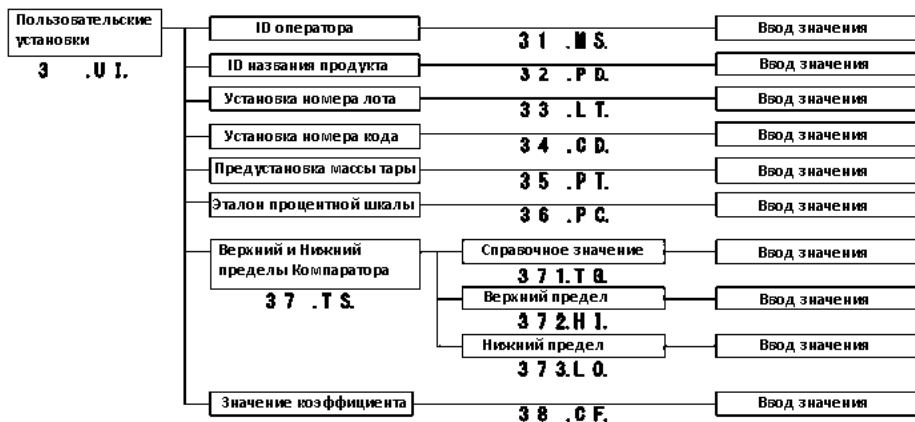 Пользовательские
установки
3 .U I.
ID оператора
3 1 .M S.
Ввод значения
ID названия продукта
3 2 .P D.
Ввод значения
Установка номера лота
3 3 .L T.
Ввод значения
Установка номера кода
3 4 .C D.
Ввод значения
Предустановка массы тары
3 5 .P T.
Ввод значения
Эталон процентной шкалы
3 6 .P C.
Ввод значения
Верхний и Нижний
пределы Компаратора
3 7 .T S.
Справочное значение
3 7 1.T G.
Ввод значения
Верхний предел
3 7 2.H I.
Ввод значения
Нижний предел
3 7 3.L O.
Ввод значения
Значение коэффициента
3 8 .C F.
Ввод значения